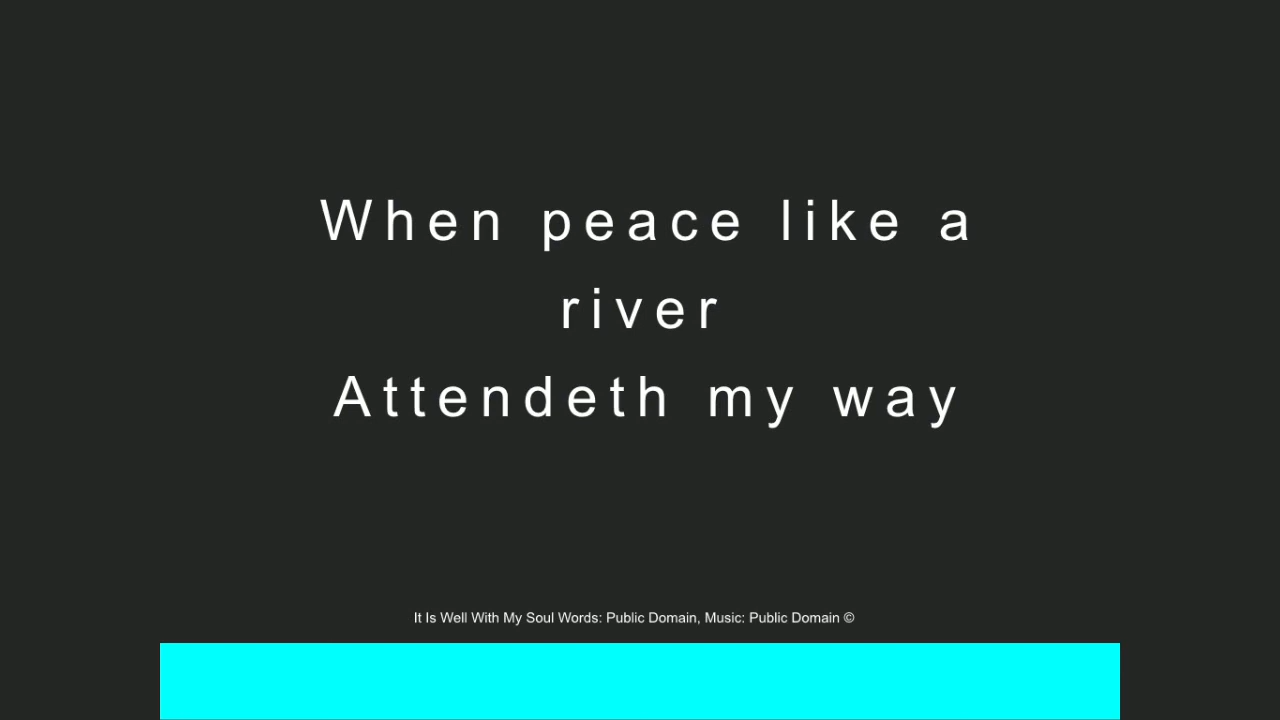 When peace like a
river
Attendeth my way
It Is Well With My Soul Words: Public Domain, Music: Public Domain ©